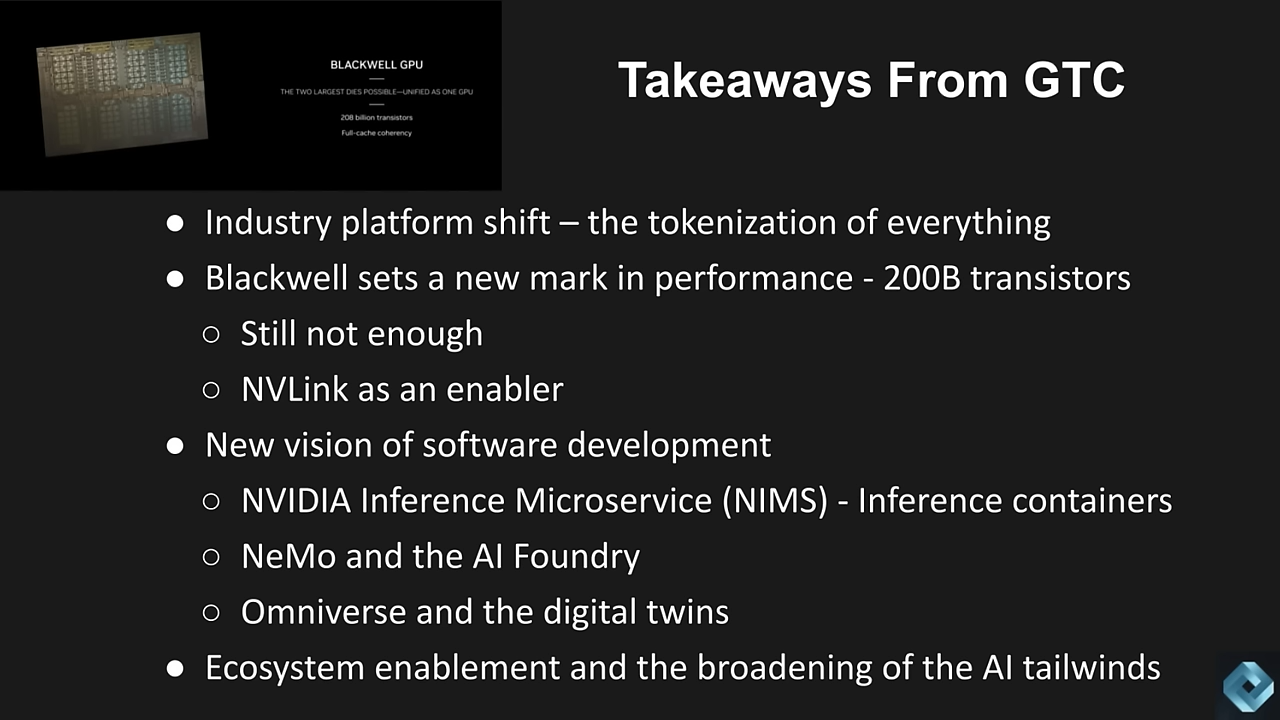 BLACKWELL GPU
THE TWO LARGEST DIES POSSIBLE—UNIFIED AS ONE GPU
208 billion transistors
Full-cache coherency
Takeaways From GTC
● Industry platform shift – the tokenization of everything
● Blackwell sets a new mark in performance - 200B transistors
○ Still not enough
○ NVLink as an enabler
● New vision of software development
○ NVIDIA Inference Microservice (NIMS) - Inference containers
○ NeMo and the AI Foundry
○ Omniverse and the digital twins
● Ecosystem enablement and the broadening of the AI tailwinds